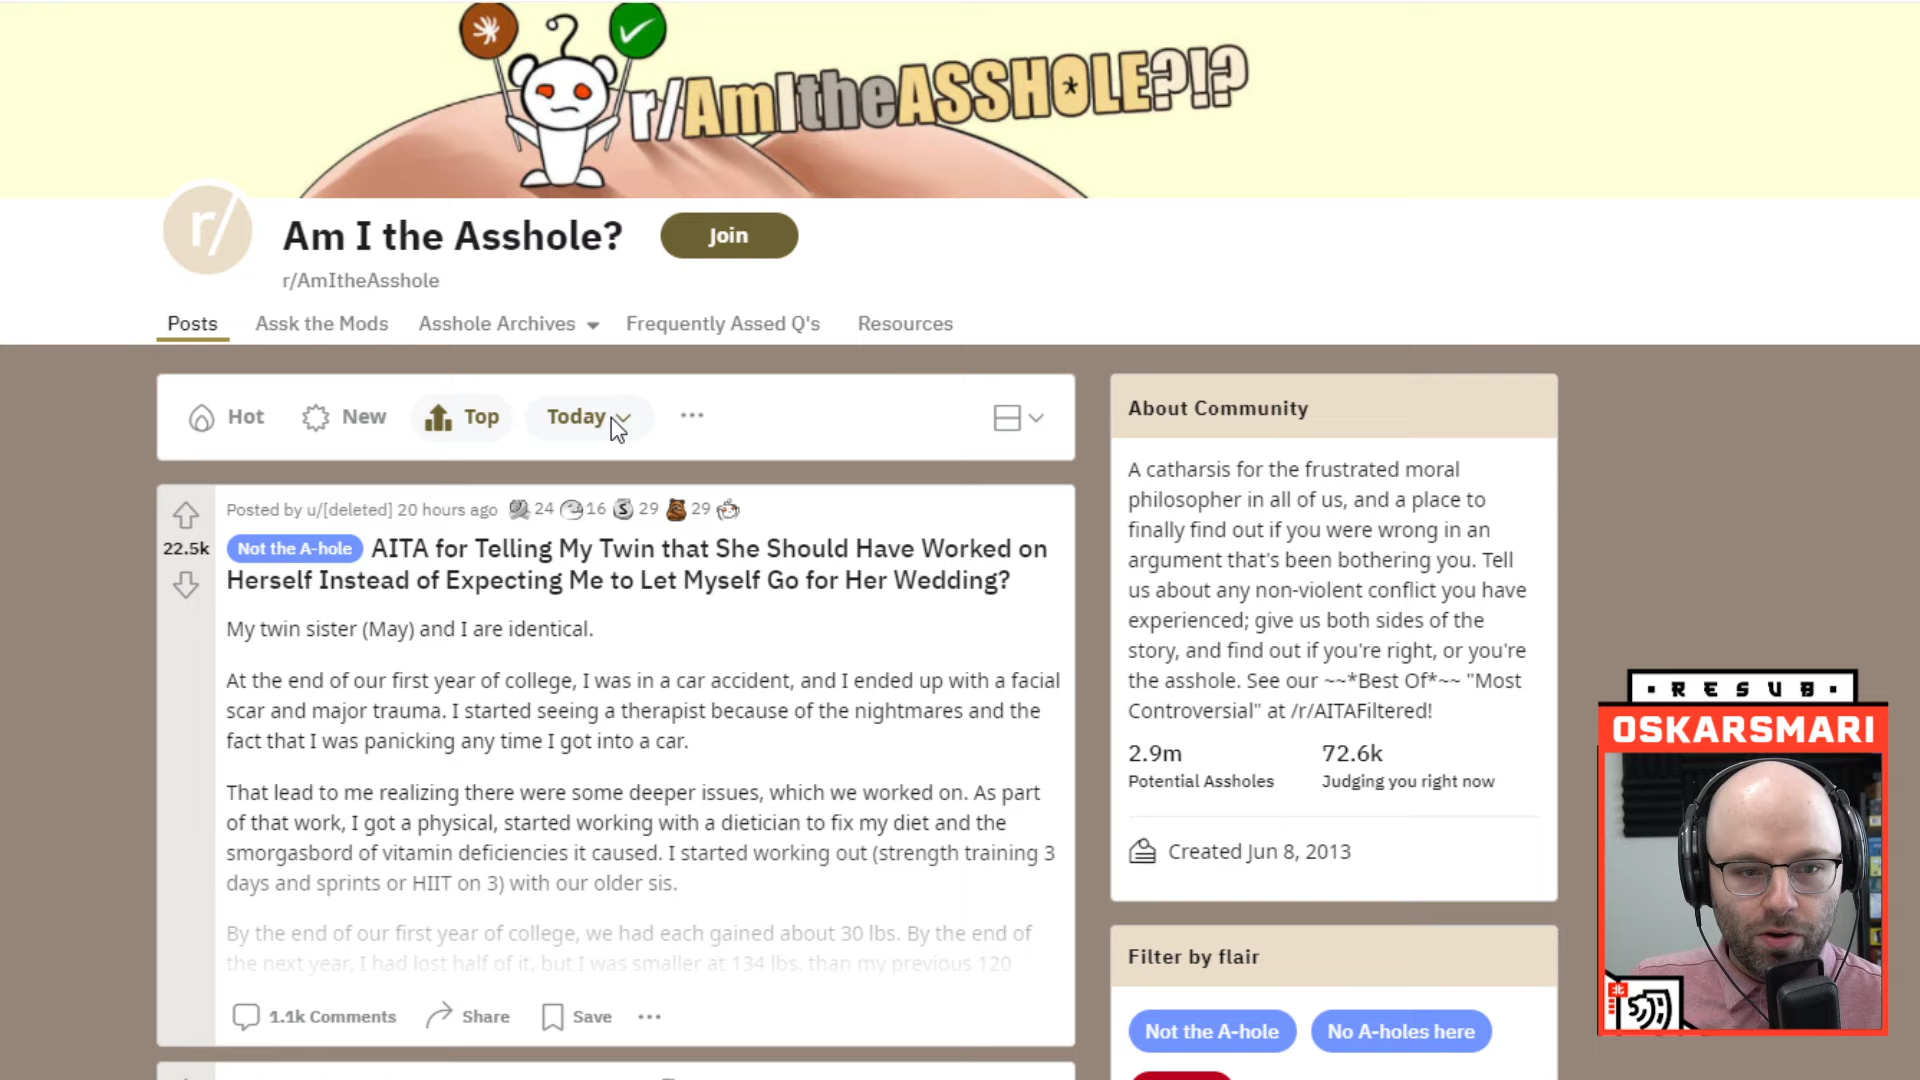 r/AmItheASSH*LE?!?
r/
Am I the Asshole?
Join
r/AmItheAsshole
Posts
Assk the Mods
Asshole Archives
Frequently Assed Q's
Resources
Hot
New
Top
Today
About Community
A catharsis for the frustrated moral
philosopher in all of us, and a place to
finally find out if you were wrong in an
argument that's been bothering you. Tell
us about any non-violent conflict you have
experienced; give us both sides of the
story, and find out if you're right, or you're
the asshole. See our ~~*Best Of*~~ "Most
Controversial" at /r/AITAFiltered!
2.9m
Potential Assholes
72.6k
Judging you right now
Created Jun 8, 2013
Filter by flair
Not the A-hole
No A-holes here
Posted by u/[deleted] 20 hours ago 24 16 S 29 29
22.5k
Not the A-hole AITA for Telling My Twin that She Should Have Worked on
Herself Instead of Expecting Me to Let Myself Go for Her Wedding?
My twin sister (May) and I are identical.
At the end of our first year of college, I was in a car accident, and I ended up with a facial
scar and major trauma. I started seeing a therapist because of the nightmares and the
fact that I was panicking any time I got into a car.
That lead to me realizing there were some deeper issues, which we worked on. As part
of that work, I got a physical, started working with a dietician to fix my diet and the
smorgasbord of vitamin deficiencies it caused. I started working out (strength training 3
days and sprints or HIIT on 3) with our older sis.
By the end of our first year of college, we had each gained about 30 lbs. By the end of
the next year, I had lost half of it, but I was smaller at 134 lbs. than my previous 120
1.1k Comments
Share
Save
RESUB
OSKARSMARI